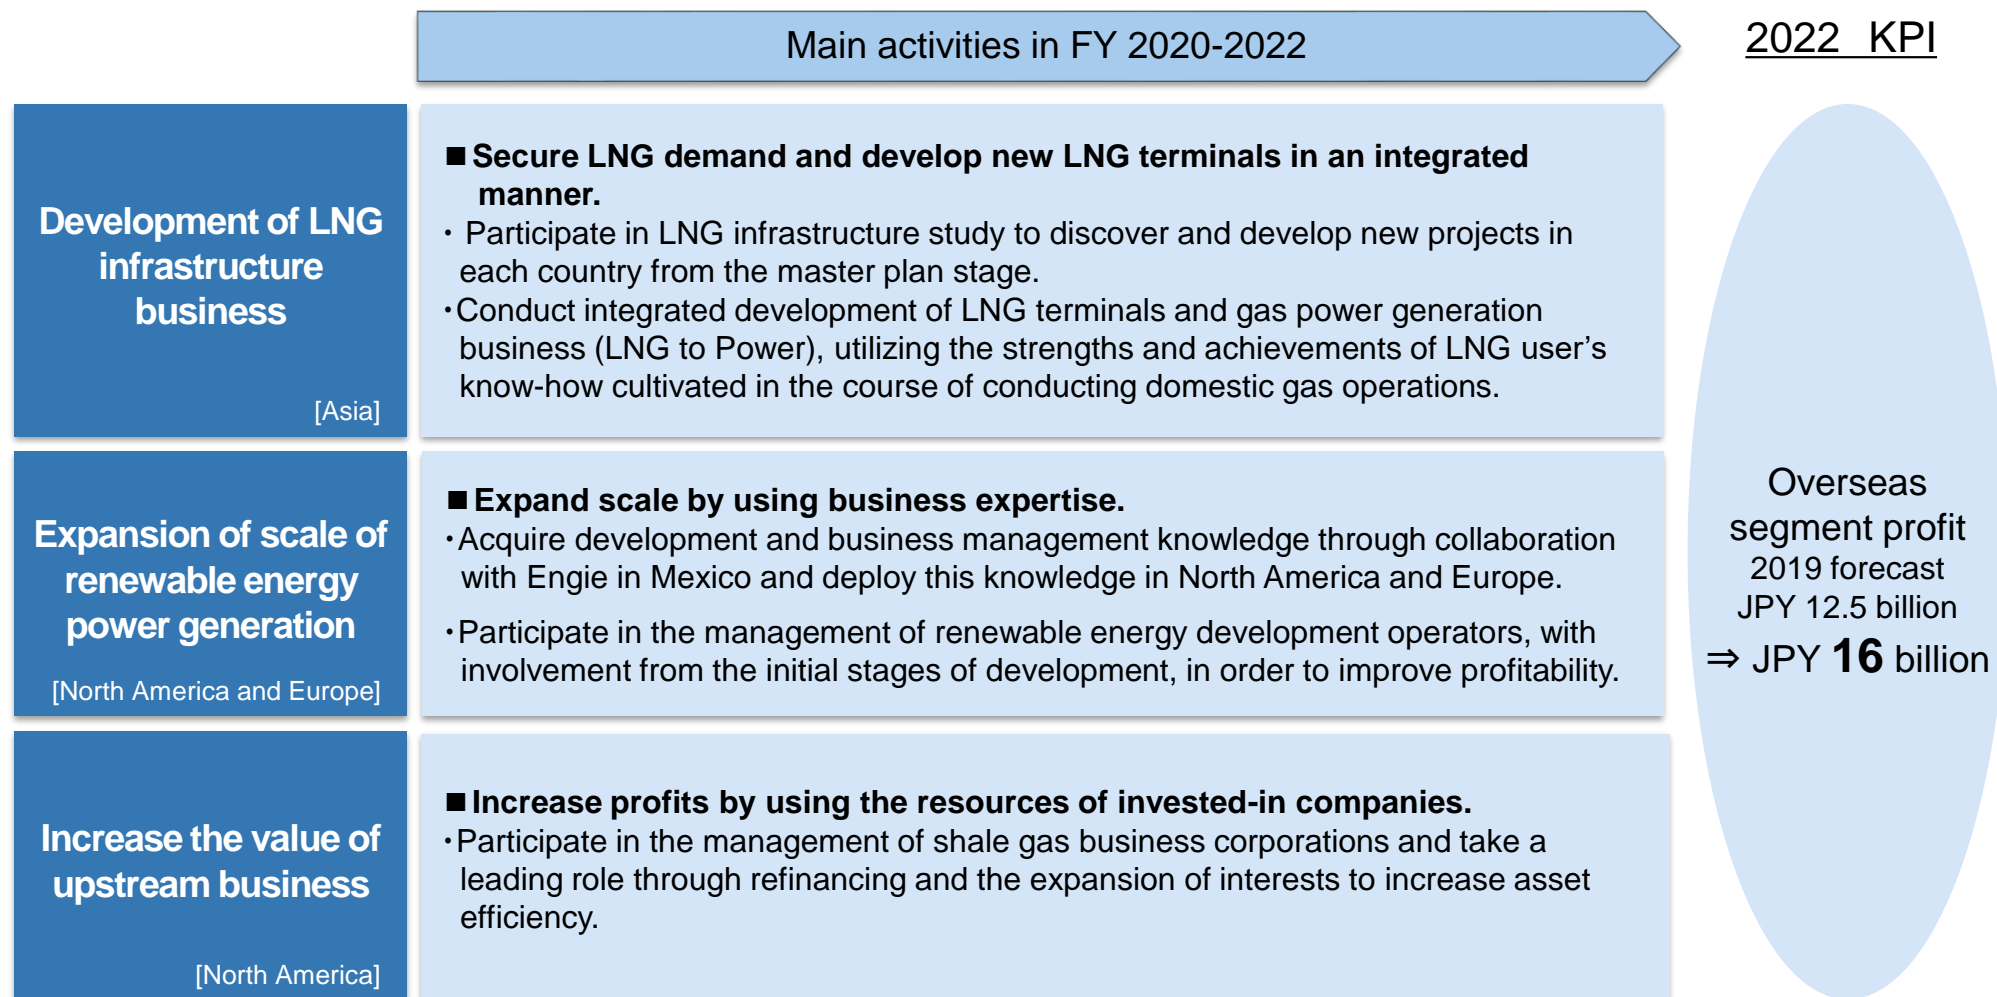 Main activities in FY 2020-2022
2022 KPI
Development of LNG
infrastructure
business
[Asia]
■ Secure LNG demand and develop new LNG terminals in an integrated
manner.
・ Participate in LNG infrastructure study to discover and develop new projects in
each country from the master plan stage.
・Conduct integrated development of LNG terminals and gas power generation
business (LNG to Power), utilizing the strengths and achievements of LNG user’s
know-how cultivated in the course of conducting domestic gas operations.
Expansion of scale of
renewable energy
power generation
[North America and Europe]
■ Expand scale by using business expertise.
・Acquire development and business management knowledge through collaboration
with Engie in Mexico and deploy this knowledge in North America and Europe.
・Participate in the management of renewable energy development operators, with
involvement from the initial stages of development, in order to improve profitability.
Increase the value of
upstream business
[North America]
■ Increase profits by using the resources of invested-in companies.
・Participate in the management of shale gas business corporations and take a
leading role through refinancing and the expansion of interests to increase asset
efficiency.
Overseas
segment profit
2019 forecast
JPY 12.5 billion
⇒ JPY 16 billion